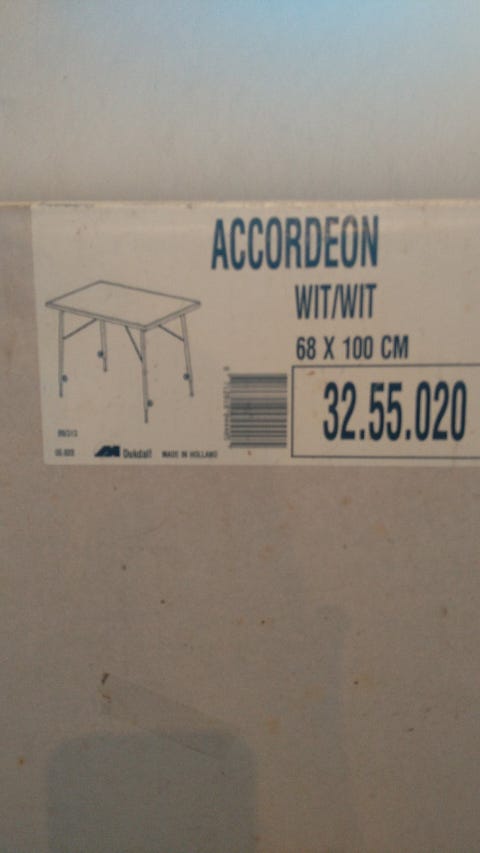 ACCORDEON
WIT/WIT
68 X 100 CM
32.55.020
Dukdalf MADE IN HOLLAND